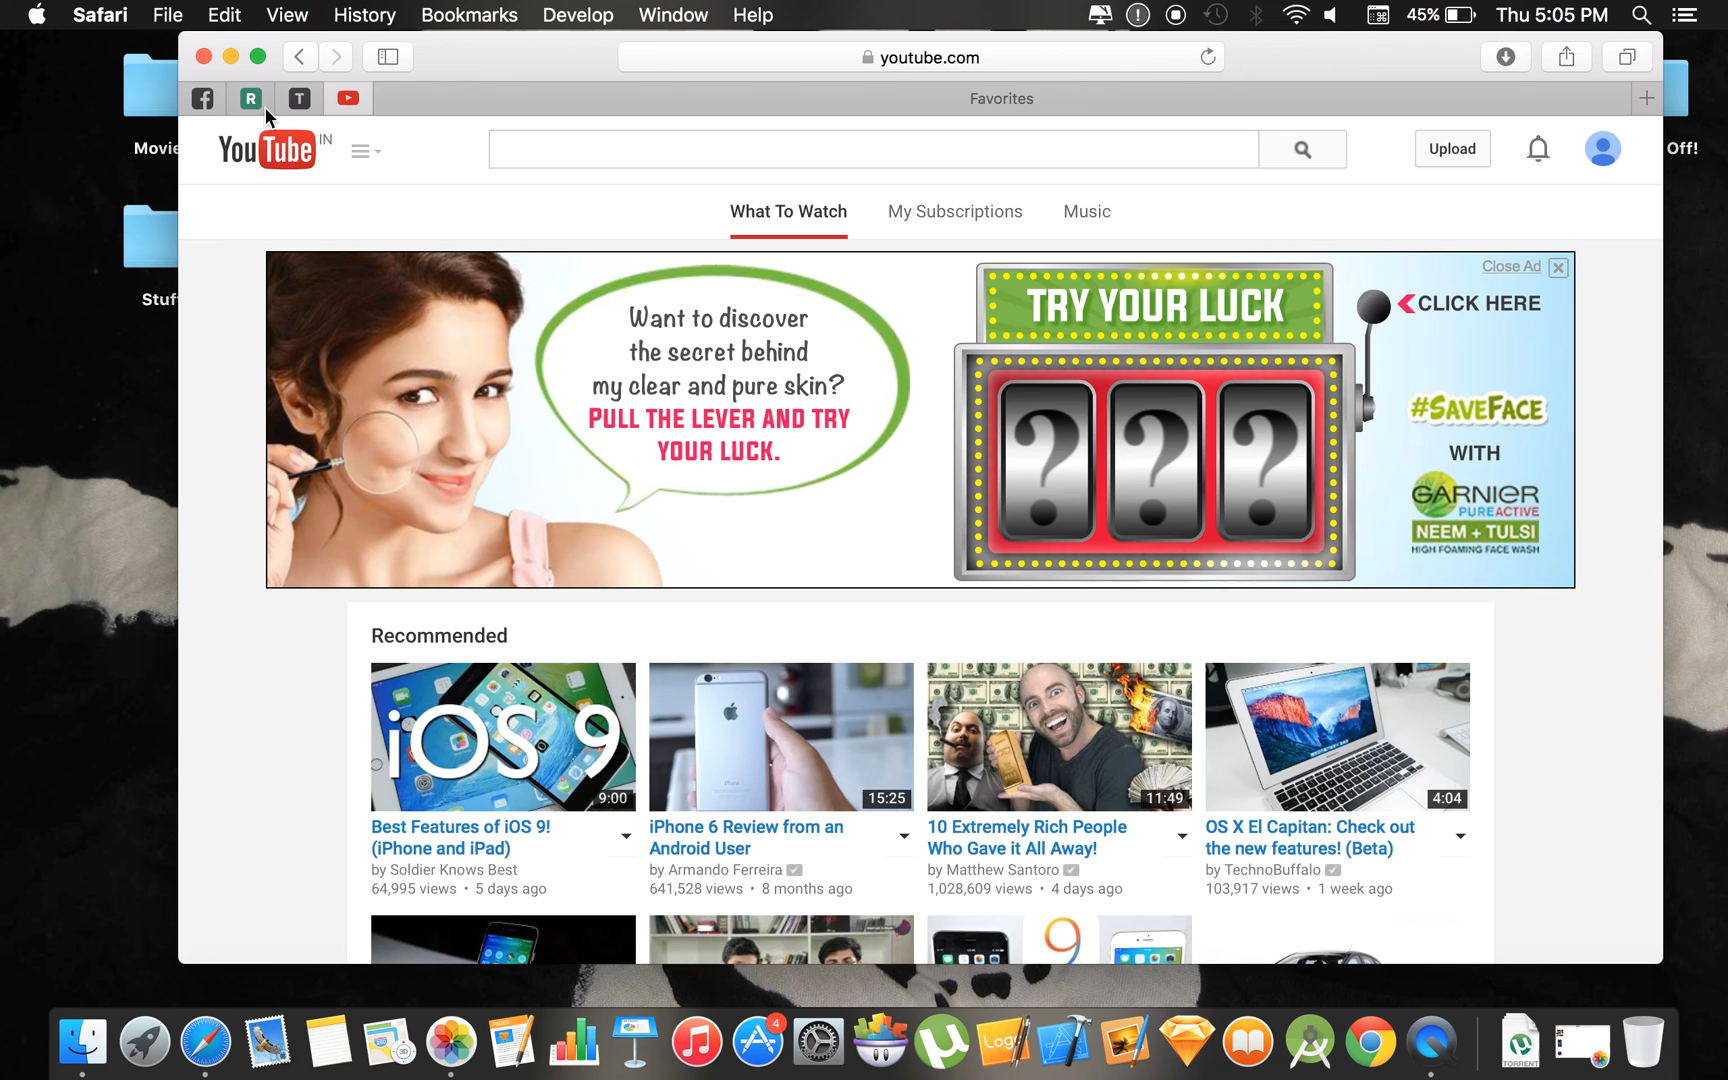 Safari File Edit View History Bookmarks Develop Window Help 45% Thu 5:05 PM
youtube.com
R T Favorites
Movie
Off!
YouTube IN Upload
Stuf
What To Watch My Subscriptions Music
Close Ad
Want to discover
the secret behind
my clear and pure skin?
PULL THE LEVER AND TRY
YOUR LUCK.
TRY YOUR LUCK
CLICK HERE
? ? ?
#SAVEFACE
WITH
GARNIER
PUREACTIVE
NEEM + TULSI
HIGH FOAMING FACE WASH
Recommended
iOS 9
9:00 15:25 11:49 4:04
Best Features of iOS 9!
(iPhone and iPad)
by Soldier Knows Best
64,995 views • 5 days ago
iPhone 6 Review from an
Android User
by Armando Ferreira
641,528 views • 8 months ago
10 Extremely Rich People
Who Gave it All Away!
by Matthew Santoro
1,028,609 views • 4 days ago
OS X El Capitan: Check out
the new features! (Beta)
by TechnoBuffalo
103,917 views • 1 week ago
9
4
TORRENT